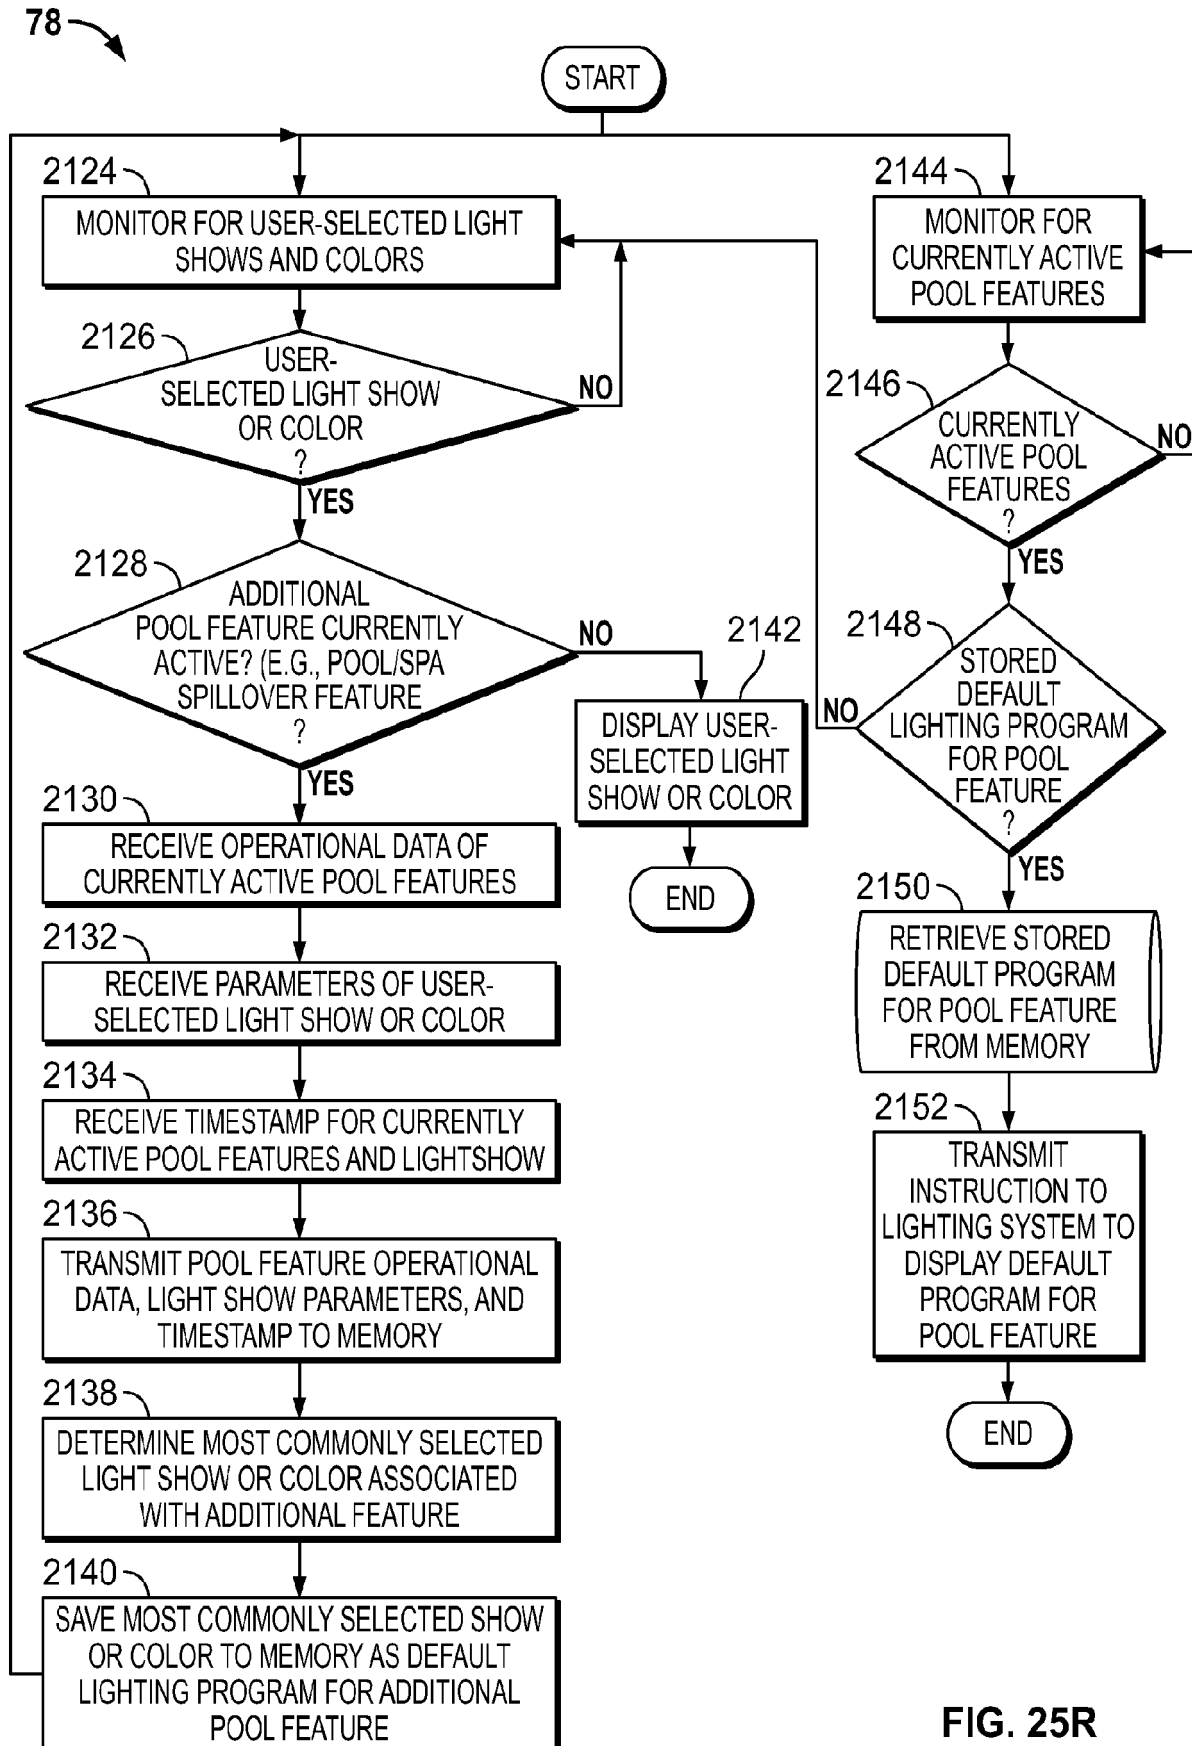 78
START
2124
MONITOR FOR USER-SELECTED LIGHT
SHOWS AND COLORS
2126
USER-
SELECTED LIGHT SHOW
OR COLOR
?
NO
YES
2128
ADDITIONAL
POOL FEATURE CURRENTLY
ACTIVE? (E.G., POOL/SPA
SPILLOVER FEATURE
?
NO
YES
2142
DISPLAY USER-
SELECTED LIGHT
SHOW OR COLOR
END
2130
RECEIVE OPERATIONAL DATA OF
CURRENTLY ACTIVE POOL FEATURES
2132
RECEIVE PARAMETERS OF USER-
SELECTED LIGHT SHOW OR COLOR
2134
RECEIVE TIMESTAMP FOR CURRENTLY
ACTIVE POOL FEATURES AND LIGHTSHOW
2136
TRANSMIT POOL FEATURE OPERATIONAL
DATA, LIGHT SHOW PARAMETERS, AND
TIMESTAMP TO MEMORY
2138
DETERMINE MOST COMMONLY SELECTED
LIGHT SHOW OR COLOR ASSOCIATED
WITH ADDITIONAL FEATURE
2140
SAVE MOST COMMONLY SELECTED SHOW
OR COLOR TO MEMORY AS DEFAULT
LIGHTING PROGRAM FOR ADDITIONAL
POOL FEATURE
2144
MONITOR FOR
CURRENTLY ACTIVE
POOL FEATURES
2146
CURRENTLY
ACTIVE POOL
FEATURES
?
NO
YES
2148
STORED
DEFAULT
LIGHTING PROGRAM
FOR POOL
FEATURE
?
NO
YES
2150
RETRIEVE STORED
DEFAULT PROGRAM
FOR POOL FEATURE
FROM MEMORY
2152
TRANSMIT
INSTRUCTION TO
LIGHTING SYSTEM TO
DISPLAY DEFAULT
PROGRAM FOR
POOL FEATURE
END
FIG. 25R